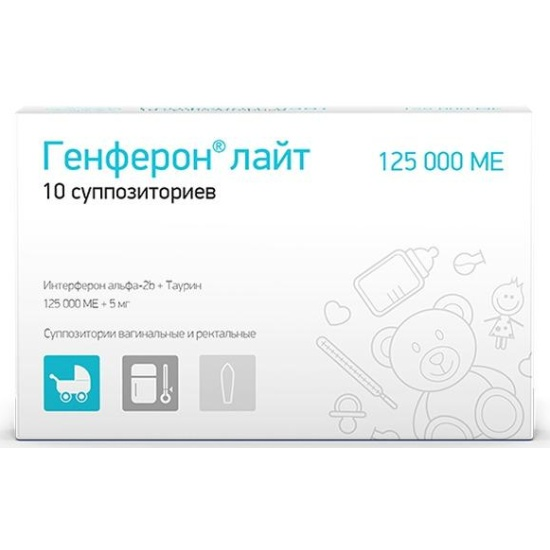 Генферон® лайт
125 000 МЕ
10 суппозиториев
Интерферон альфа-2b + Таурин
125 000 МЕ + 5 мг
Суппозитории вагинальные и ректальные